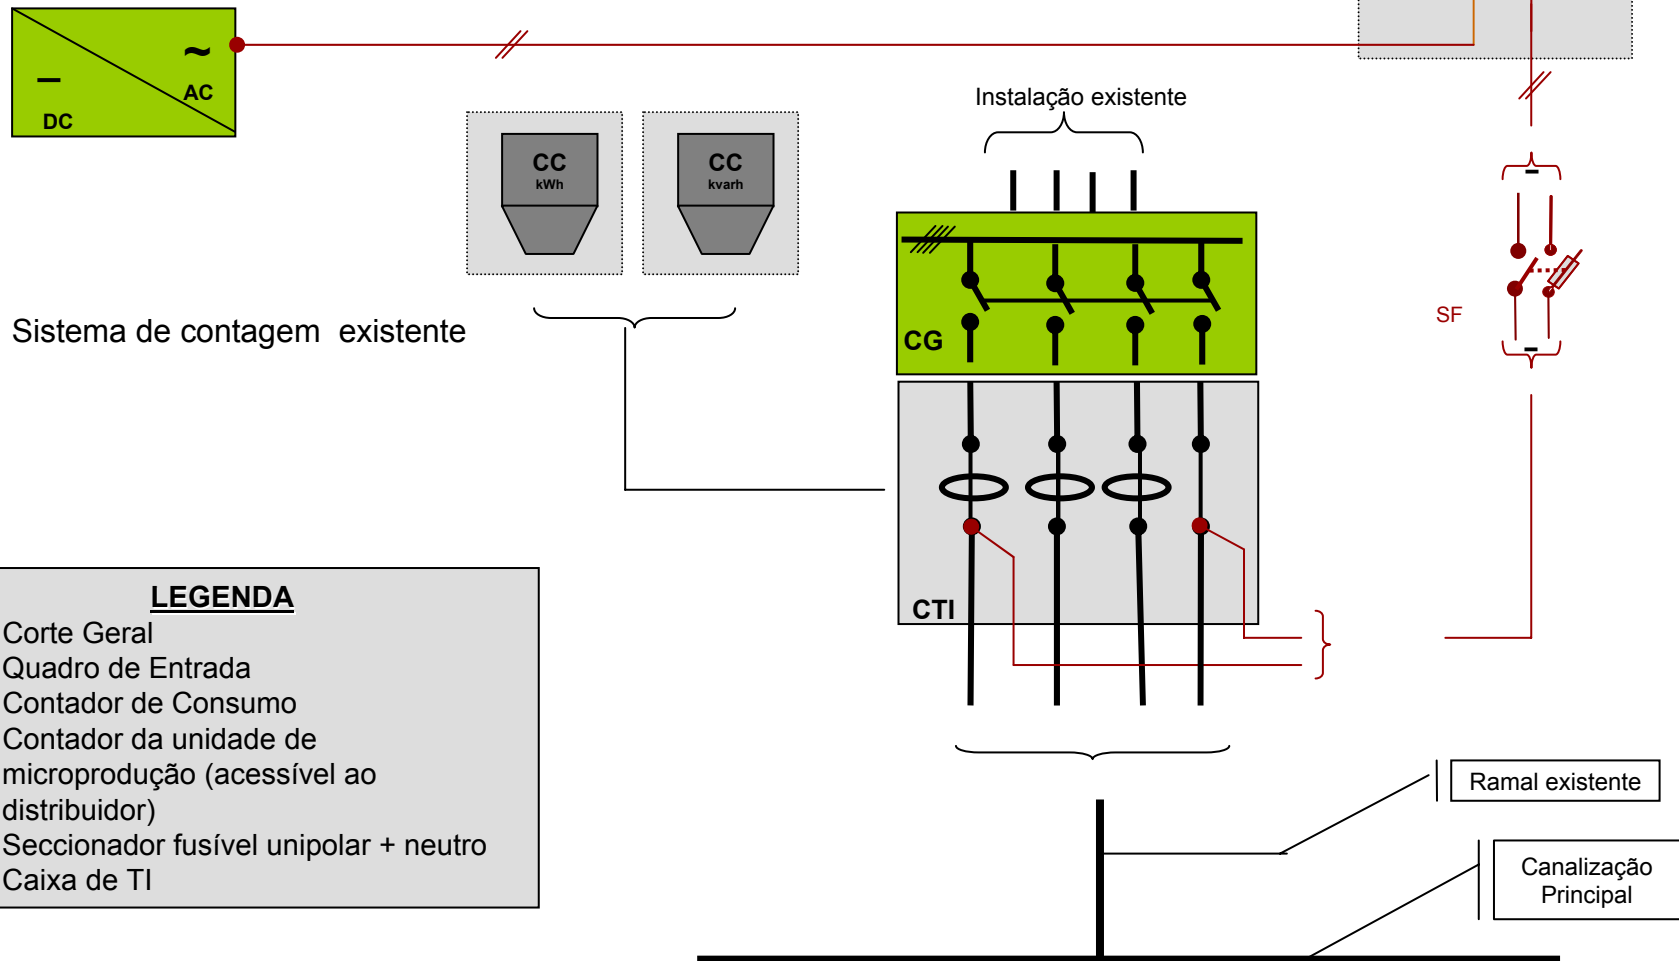 ~
AC
–
DC
Instalação existente
CC
kWh
CC
kvarh
CG
SF
Sistema de contagem existente
CTI
LEGENDA
Corte Geral
Quadro de Entrada
Contador de Consumo
Contador da unidade de
microprodução (acessível ao
distribuidor)
Seccionador fusível unipolar + neutro
Caixa de TI
Ramal existente
Canalização
Principal